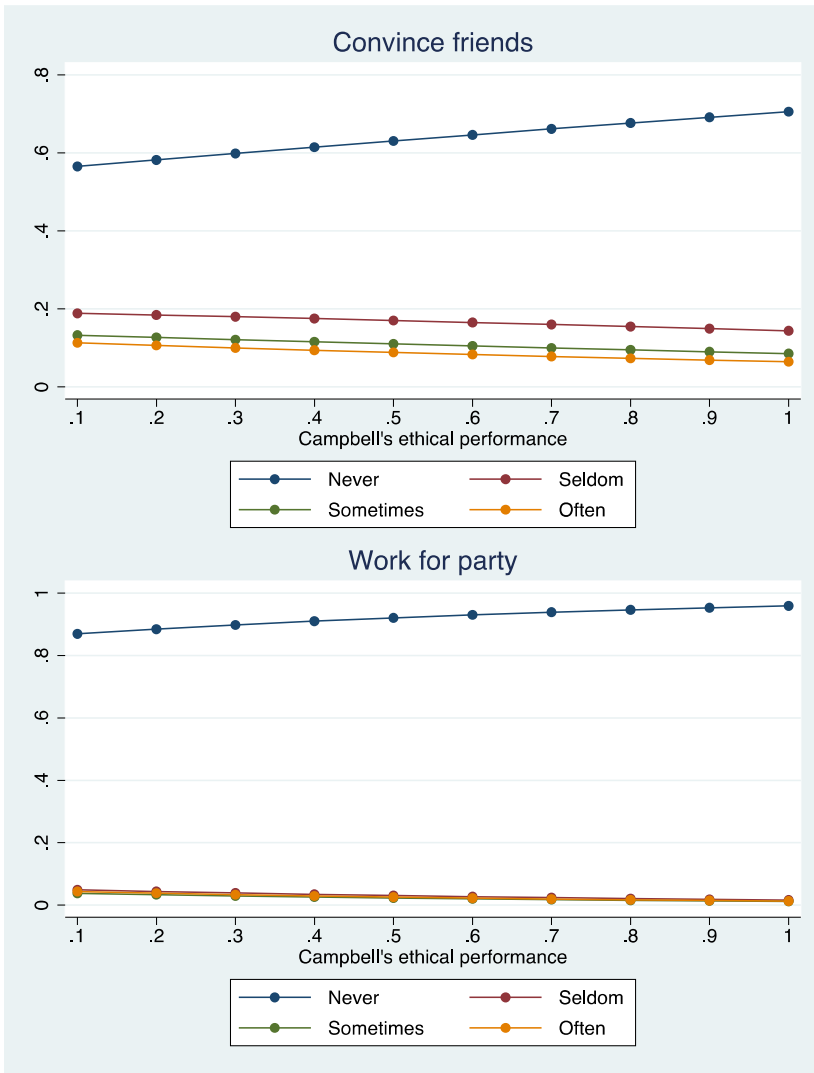 Convince friends
.8
.6
.4
.2
0
.1 .2 .3 .4 .5 .6 .7 .8 .9 1
Campbell's ethical performance
Never Seldom
Sometimes Often
Work for party
1
.8
.6
.4
.2
0
.1 .2 .3 .4 .5 .6 .7 .8 .9 1
Campbell's ethical performance
Never Seldom
Sometimes Often